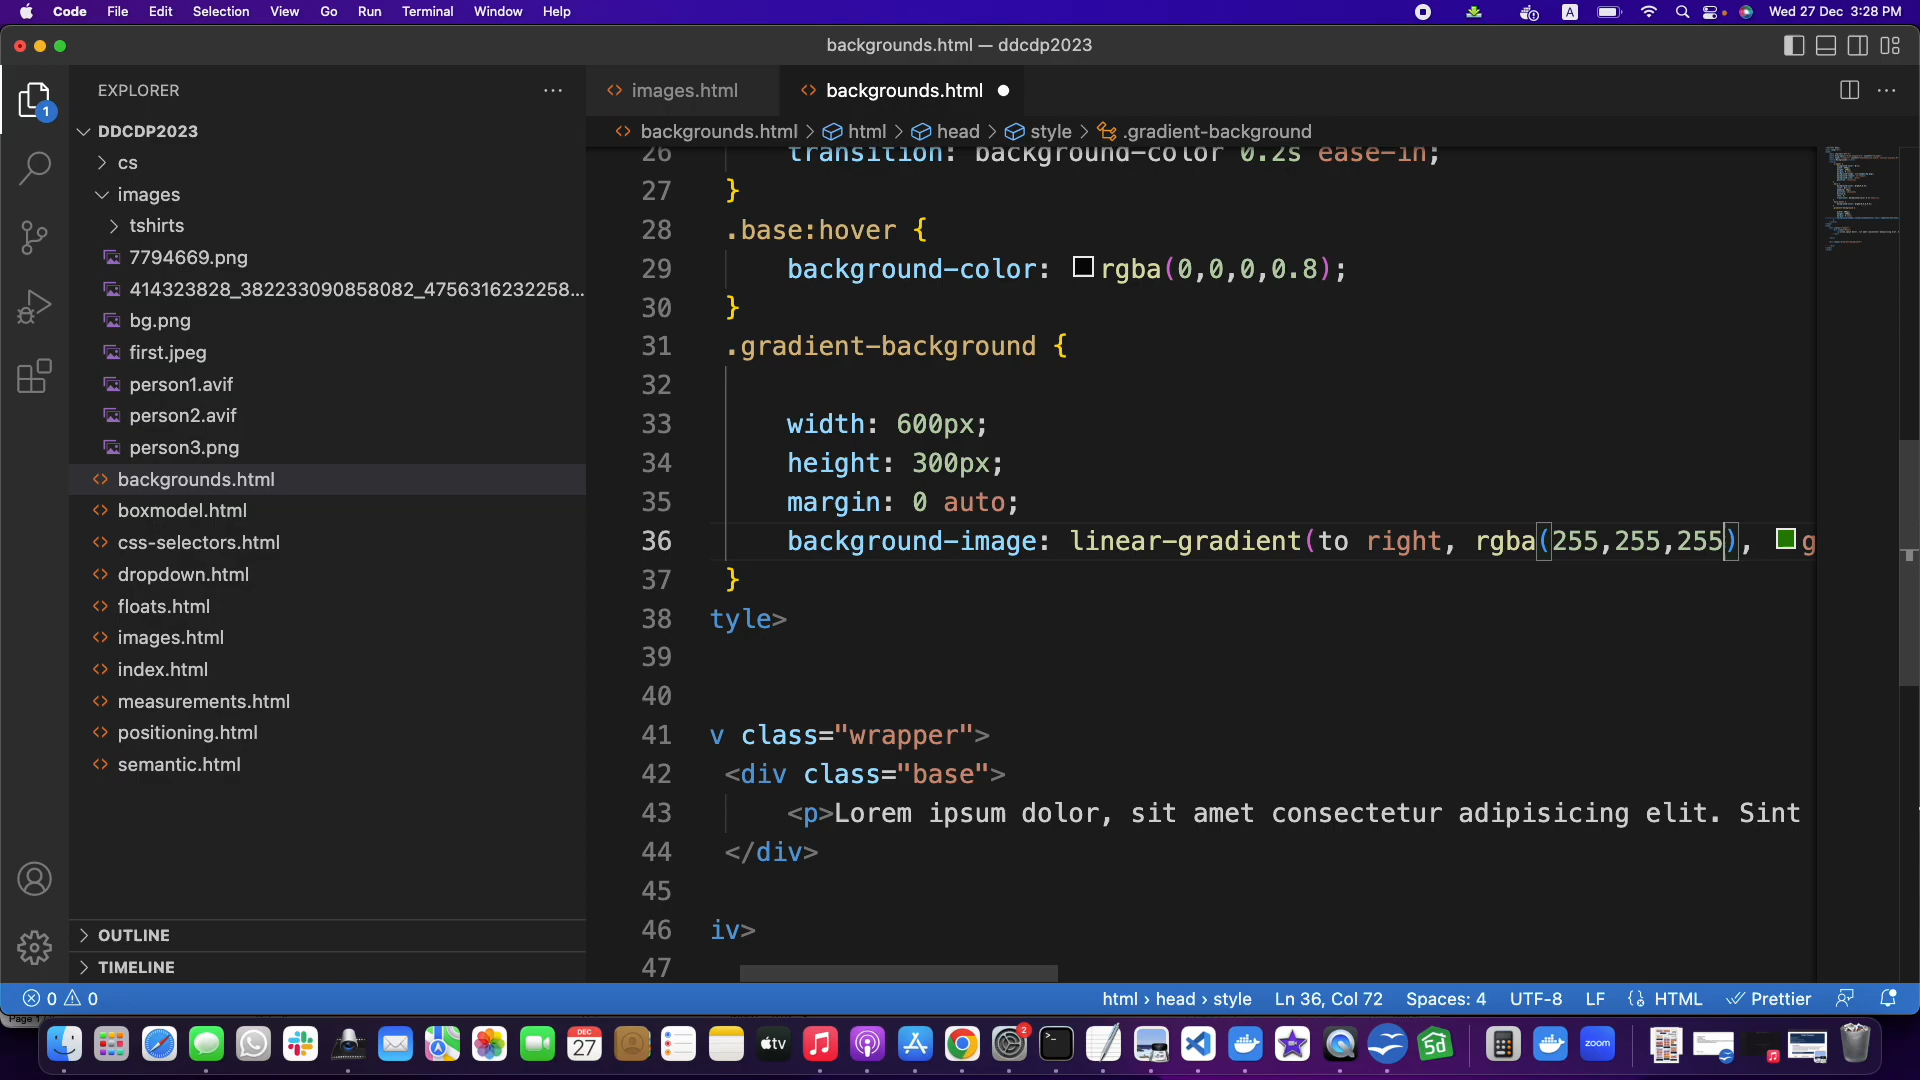 Code File Edit Selection View Go Run Terminal Window Help
A
Wed 27 Dec 3:28 PM
backgrounds.html — ddcdp2023
EXPLORER
1
images.html
backgrounds.html
backgrounds.html > html > head > style > .gradient-background
DDCDP2023
cs
images
tshirts
7794669.png
414323828_382233090858082_4756316232258...
bg.png
first.jpeg
person1.avif
person2.avif
person3.png
backgrounds.html
boxmodel.html
css-selectors.html
dropdown.html
floats.html
images.html
index.html
measurements.html
positioning.html
semantic.html
OUTLINE
TIMELINE
26 transition: background-color 0.2s ease-in;
27 }
28 .base:hover {
29 background-color: rgba(0,0,0,0.8);
30 }
31 .gradient-background {
32
33 width: 600px;
34 height: 300px;
35 margin: 0 auto;
36 background-image: linear-gradient(to right, rgba(255,255,255), g
37 }
38 tyle>
39
40
41 v class="wrapper">
42 <div class="base">
43 <p>Lorem ipsum dolor, sit amet consectetur adipisicing elit. Sint
44 </div>
45
46 iv>
47
0 0
html > head > style Ln 36, Col 72 Spaces: 4 UTF-8 LF {} HTML Prettier
DEC
27
tv
2
Sd
zoom